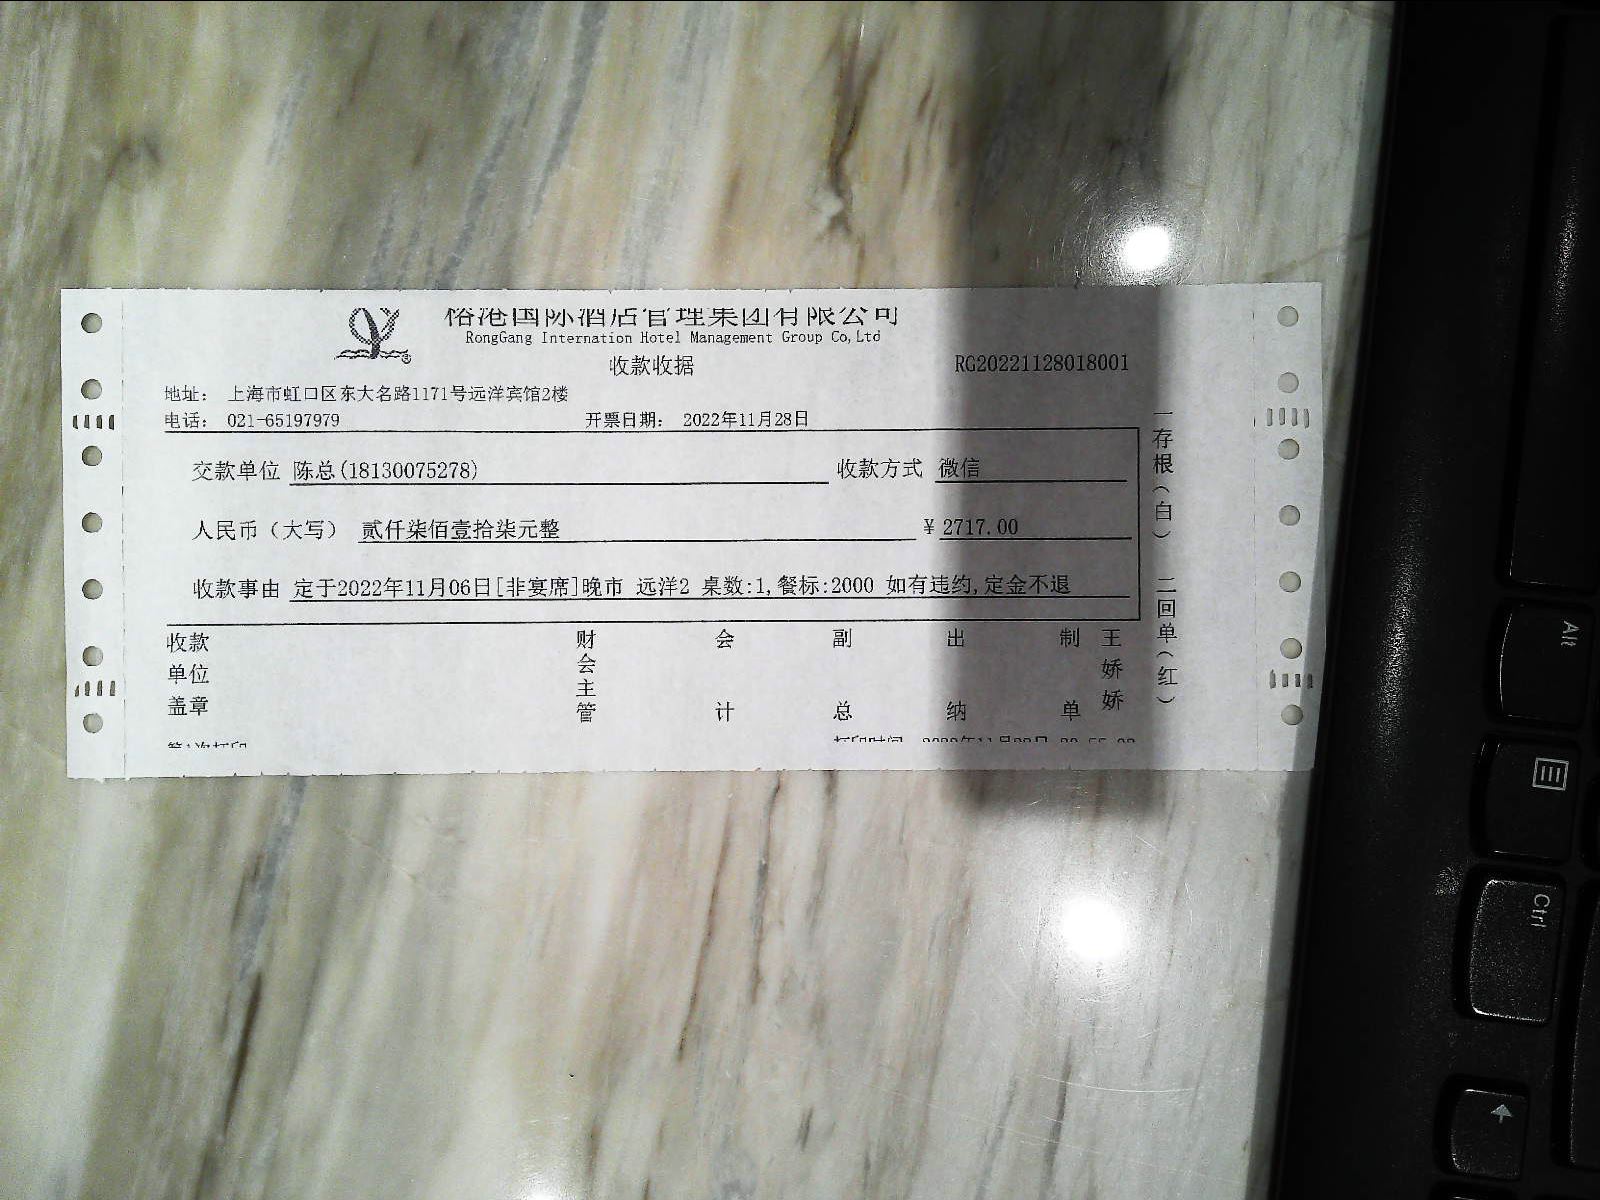 榕港国际酒店管理集团有限公司
RongGang Internation Hotel Management Group Co,Ltd
收款收据
RG20221128018001
地址： 上海市虹口区东大名路1171号远洋宾馆2楼
电话： 021-65197979 开票日期： 2022年11月28日
交款单位 陈总(18130075278) 收款方式 微信
人民币（大写） 贰仟柒佰壹拾柒元整 ¥ 2717.00
收款事由 定于2022年11月06日[非宴席]晚市 远洋2 桌数:1,餐标:2000 如有违约,定金不退
收款单位盖章 财会主管 会计 副总 出纳 制单 王娇娇
一存根（白） 二回单（红）
第1次打印
Alt
Ctrl